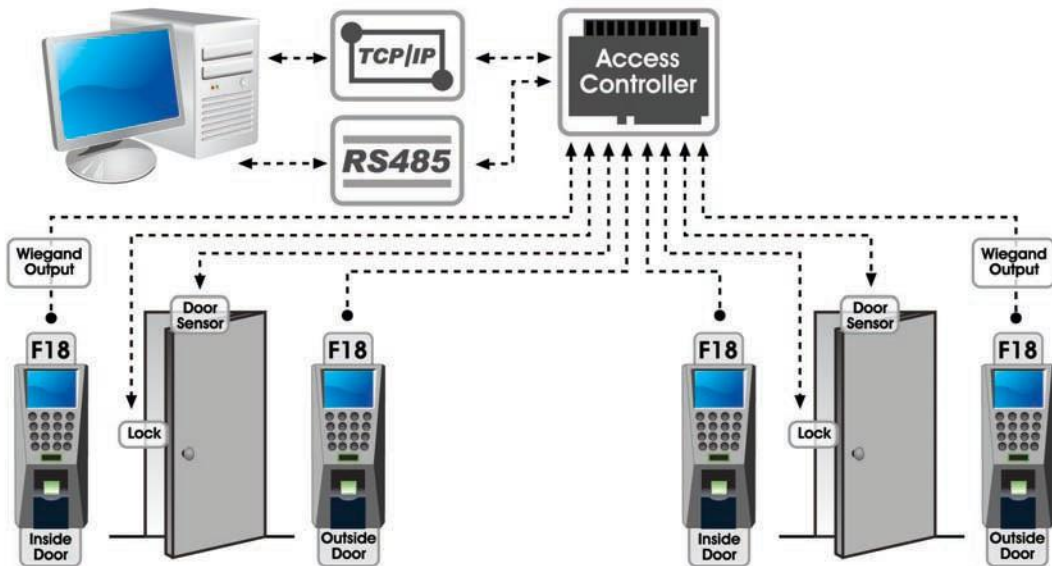 TCP/IP
Access
Controller
RS485
Wiegand
Output
Wiegand
Output
Door
Sensor
Door
Sensor
F18
F18
F18
F18
Lock
Lock
Inside
Door
Outside
Door
Inside
Door
Outside
Door